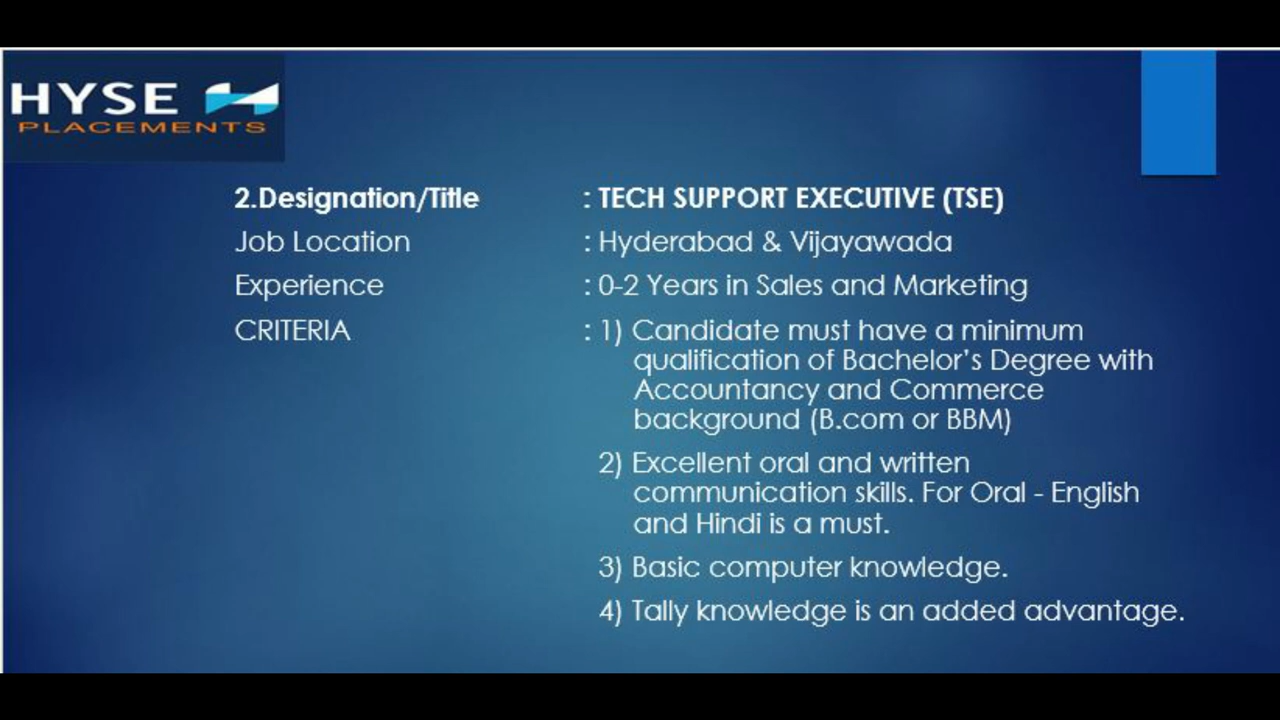 HYSE
PLACEMENTS
2.Designation/Title : TECH SUPPORT EXECUTIVE (TSE)
Job Location : Hyderabad & Vijayawada
Experience : 0-2 Years in Sales and Marketing
CRITERIA : 1) Candidate must have a minimum
qualification of Bachelor's Degree with
Accountancy and Commerce
background (B.com or BBM)
2) Excellent oral and written
communication skills. For Oral - English
and Hindi is a must.
3) Basic computer knowledge.
4) Tally knowledge is an added advantage.